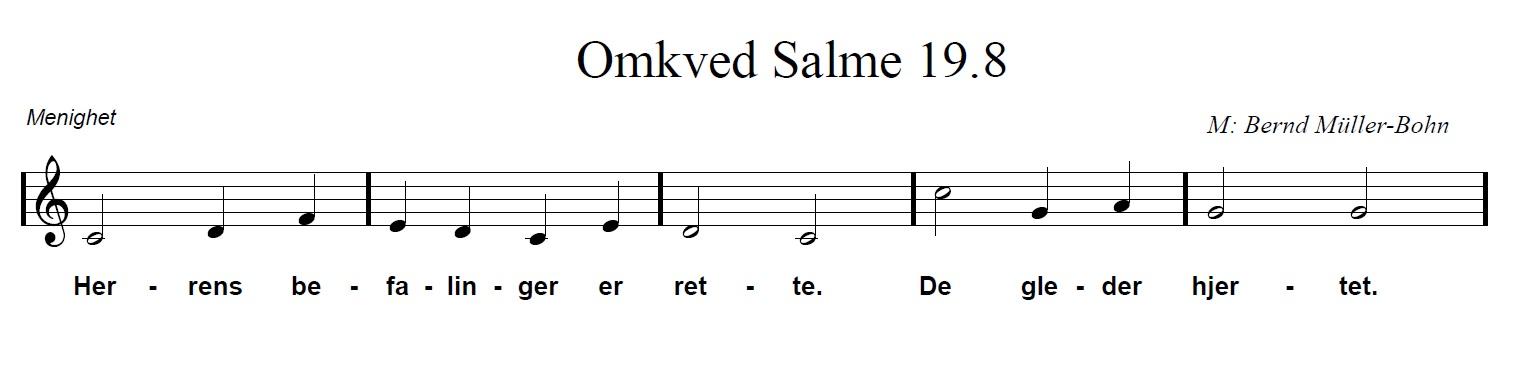 Omkved Salme 19.8
Menighet
M: Bernd Müller-Bohn
Her - rens be - fa - lin - ger er ret - te. De gle - der hjer - tet.